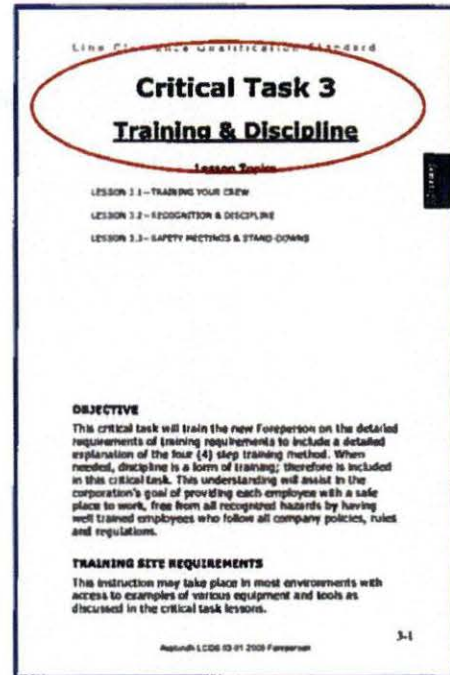 Line Clearance Qualification Standard
Critical Task 3
Training & Discipline
Lesson Topics
LESSON 3.1–TRAINING YOUR CREW
LESSON 3.2–RECOGNITION & DISCIPLINE
LESSON 3.3–SAFETY MEETINGS & STAND-DOWNS
OBJECTIVE
This critical task will train the new Foreperson on the detailed
requirements of training requirements to include a detailed
explanation of the four (4) step training method. When
needed, discipline is a form of training; therefore is included
in this critical task. This understanding will assist in the
corporation's goal of providing each employee with a safe
place to work, free from all recognized hazards by having
well trained employees who follow all company policies, rules
and regulations.
TRAINING SITE REQUIREMENTS
This instruction may take place in most environments with
access to examples of various equipment and tools as
discussed in the critical task lessons.
3-1
Asplundh LCQS 03-01-2008 Foreperson